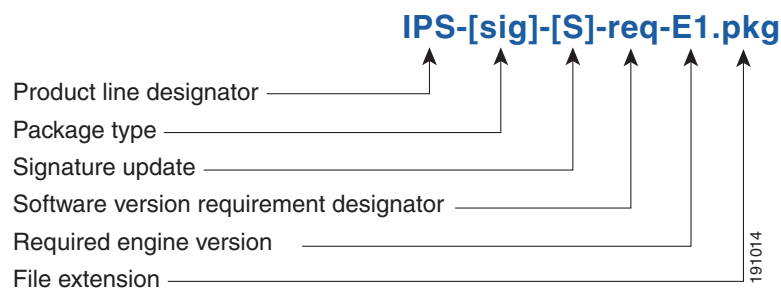 IPS-[sig]-[S]-req-E1.pkg
Product line designator
Package type
Signature update
Software version requirement designator
Required engine version
File extension
191014